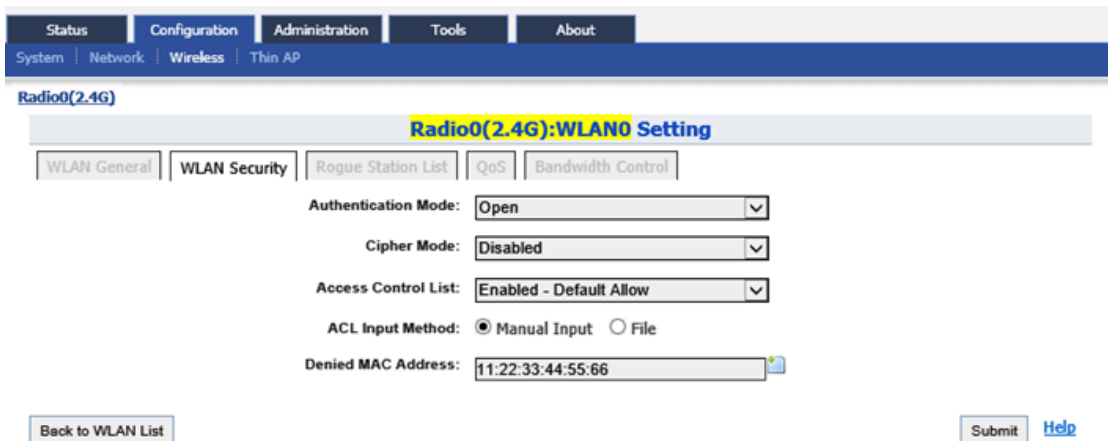 Status Configuration Administration Tools About
System Network Wireless Thin AP
Radio0(2.4G)
Radio0(2.4G):WLAN0 Setting
WLAN General WLAN Security Rogue Station List QoS Bandwidth Control
Authentication Mode: Open
Cipher Mode: Disabled
Access Control List: Enabled - Default Allow
ACL Input Method: Manual Input File
Denied MAC Address: 11:22:33:44:55:66
Back to WLAN List Submit Help